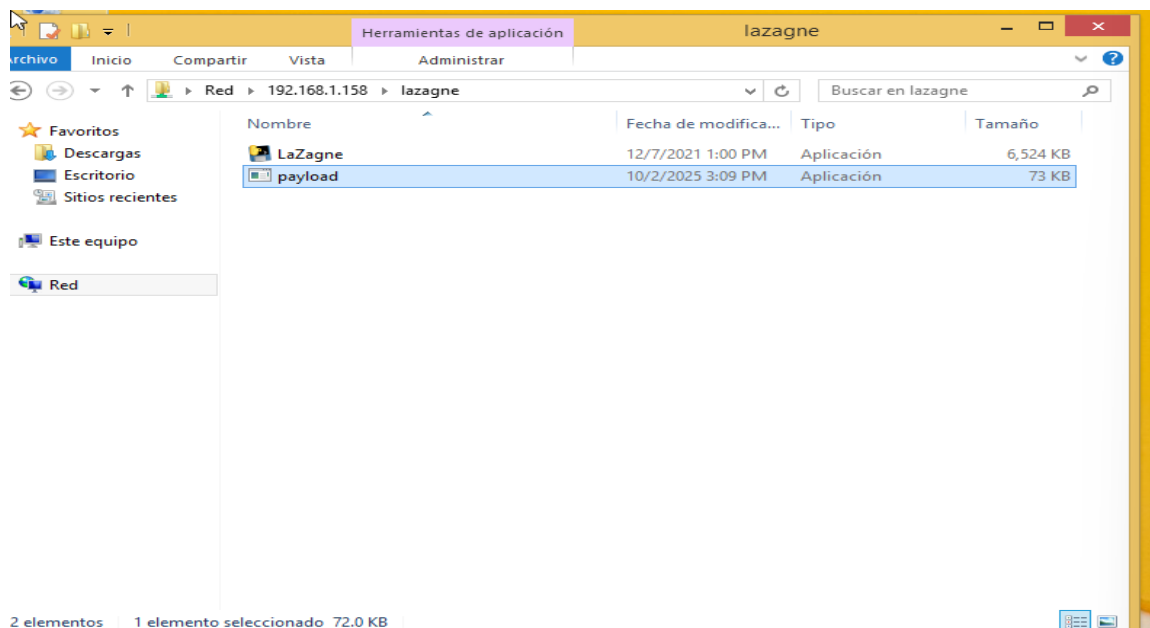 Herramientas de aplicación lazagne
Archivo Inicio Compartir Vista Administrar
Red 192.168.1.158 lazagne Buscar en lazagne
Favoritos
Descargas
Escritorio
Sitios recientes
Este equipo
Red
Nombre Fecha de modifica... Tipo Tamaño
LaZagne 12/7/2021 1:00 PM Aplicación 6,524 KB
payload 10/2/2025 3:09 PM Aplicación 73 KB
2 elementos 1 elemento seleccionado 72.0 KB